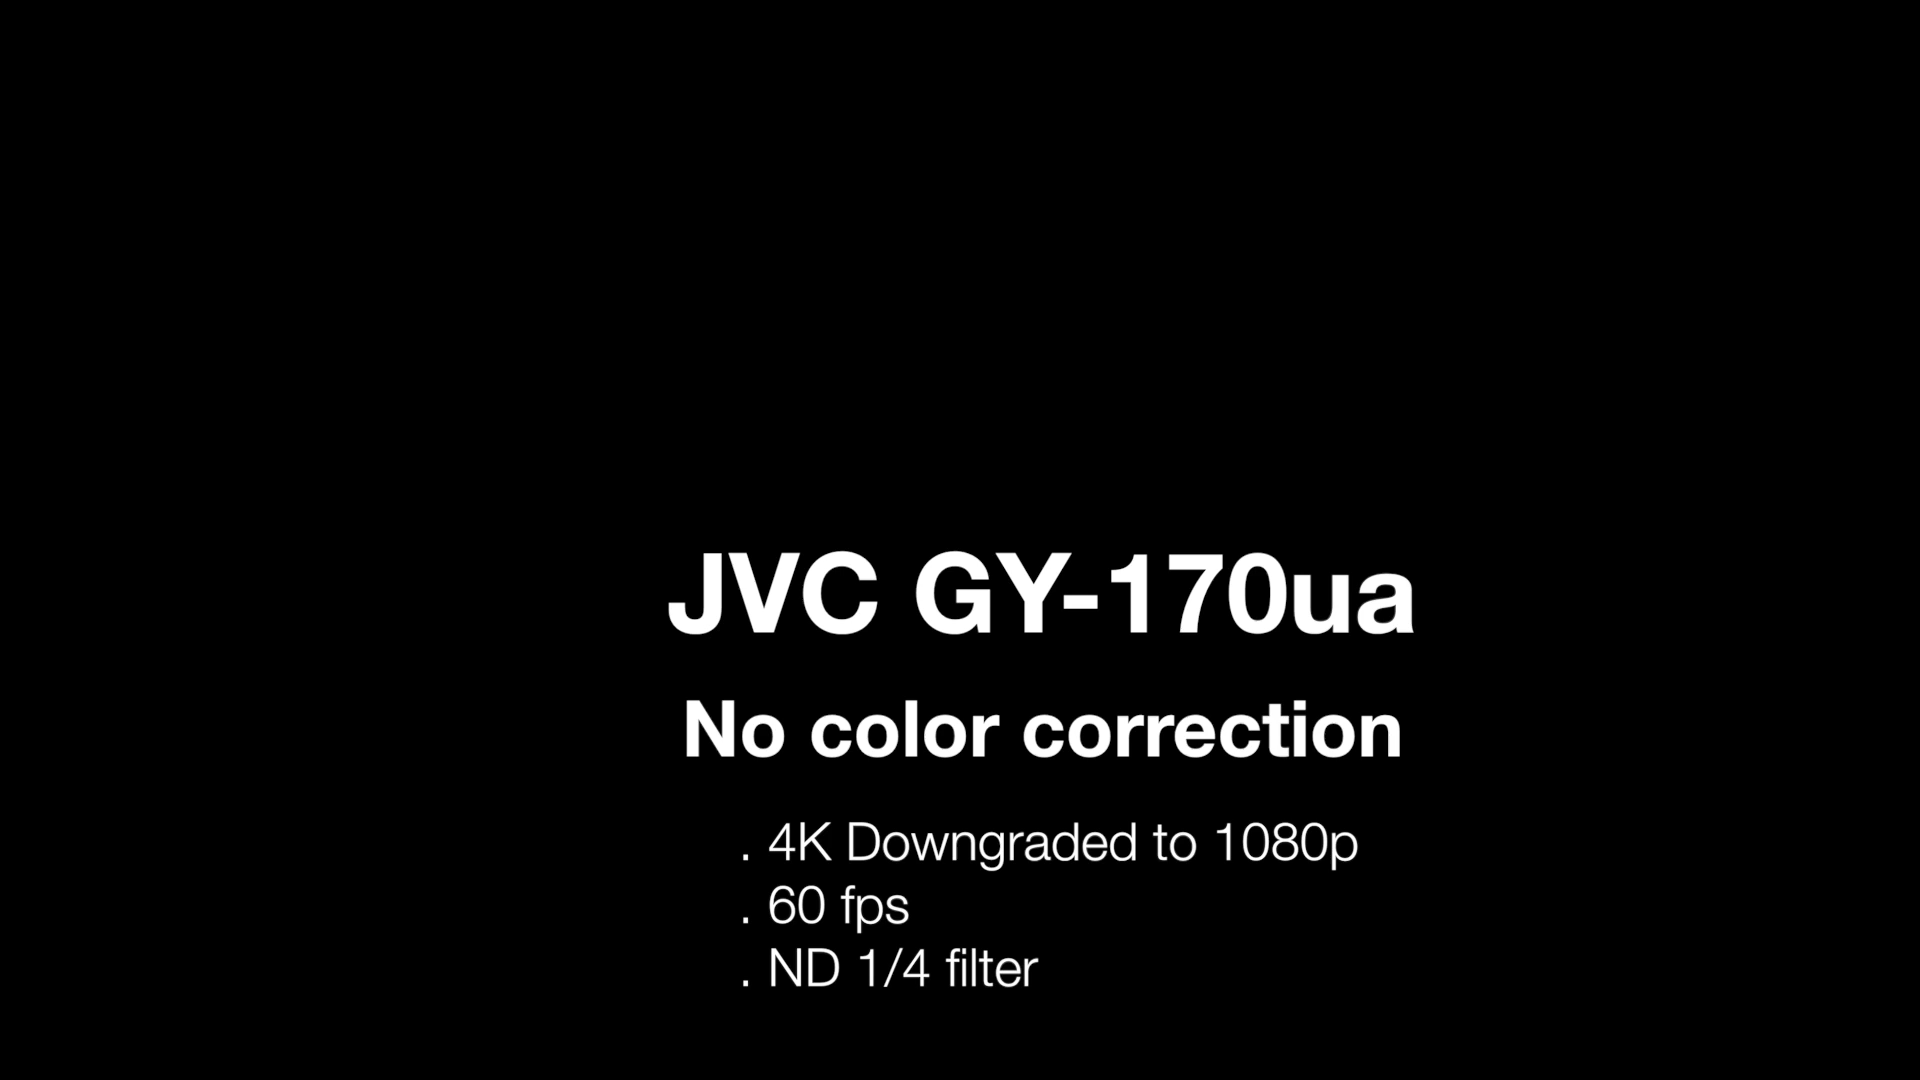 JVC GY-170ua
No color correction
. 4K Downgraded to 1080p
. 60 fps
. ND 1/4 filter